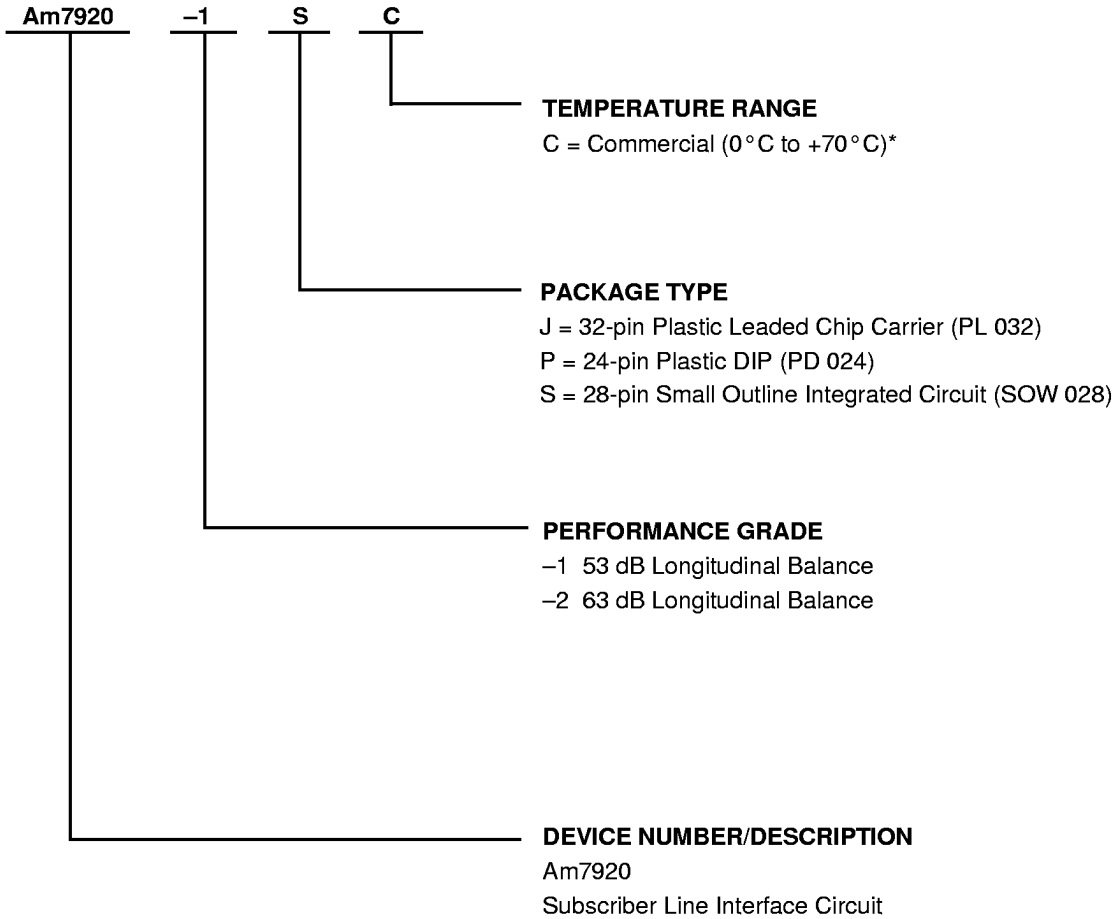 Am7920 –1 S C
TEMPERATURE RANGE
C = Commercial (0°C to +70°C)*
PACKAGE TYPE
J = 32-pin Plastic Leaded Chip Carrier (PL 032)
P = 24-pin Plastic DIP (PD 024)
S = 28-pin Small Outline Integrated Circuit (SOW 028)
PERFORMANCE GRADE
–1 53 dB Longitudinal Balance
–2 63 dB Longitudinal Balance
DEVICE NUMBER/DESCRIPTION
Am7920
Subscriber Line Interface Circuit